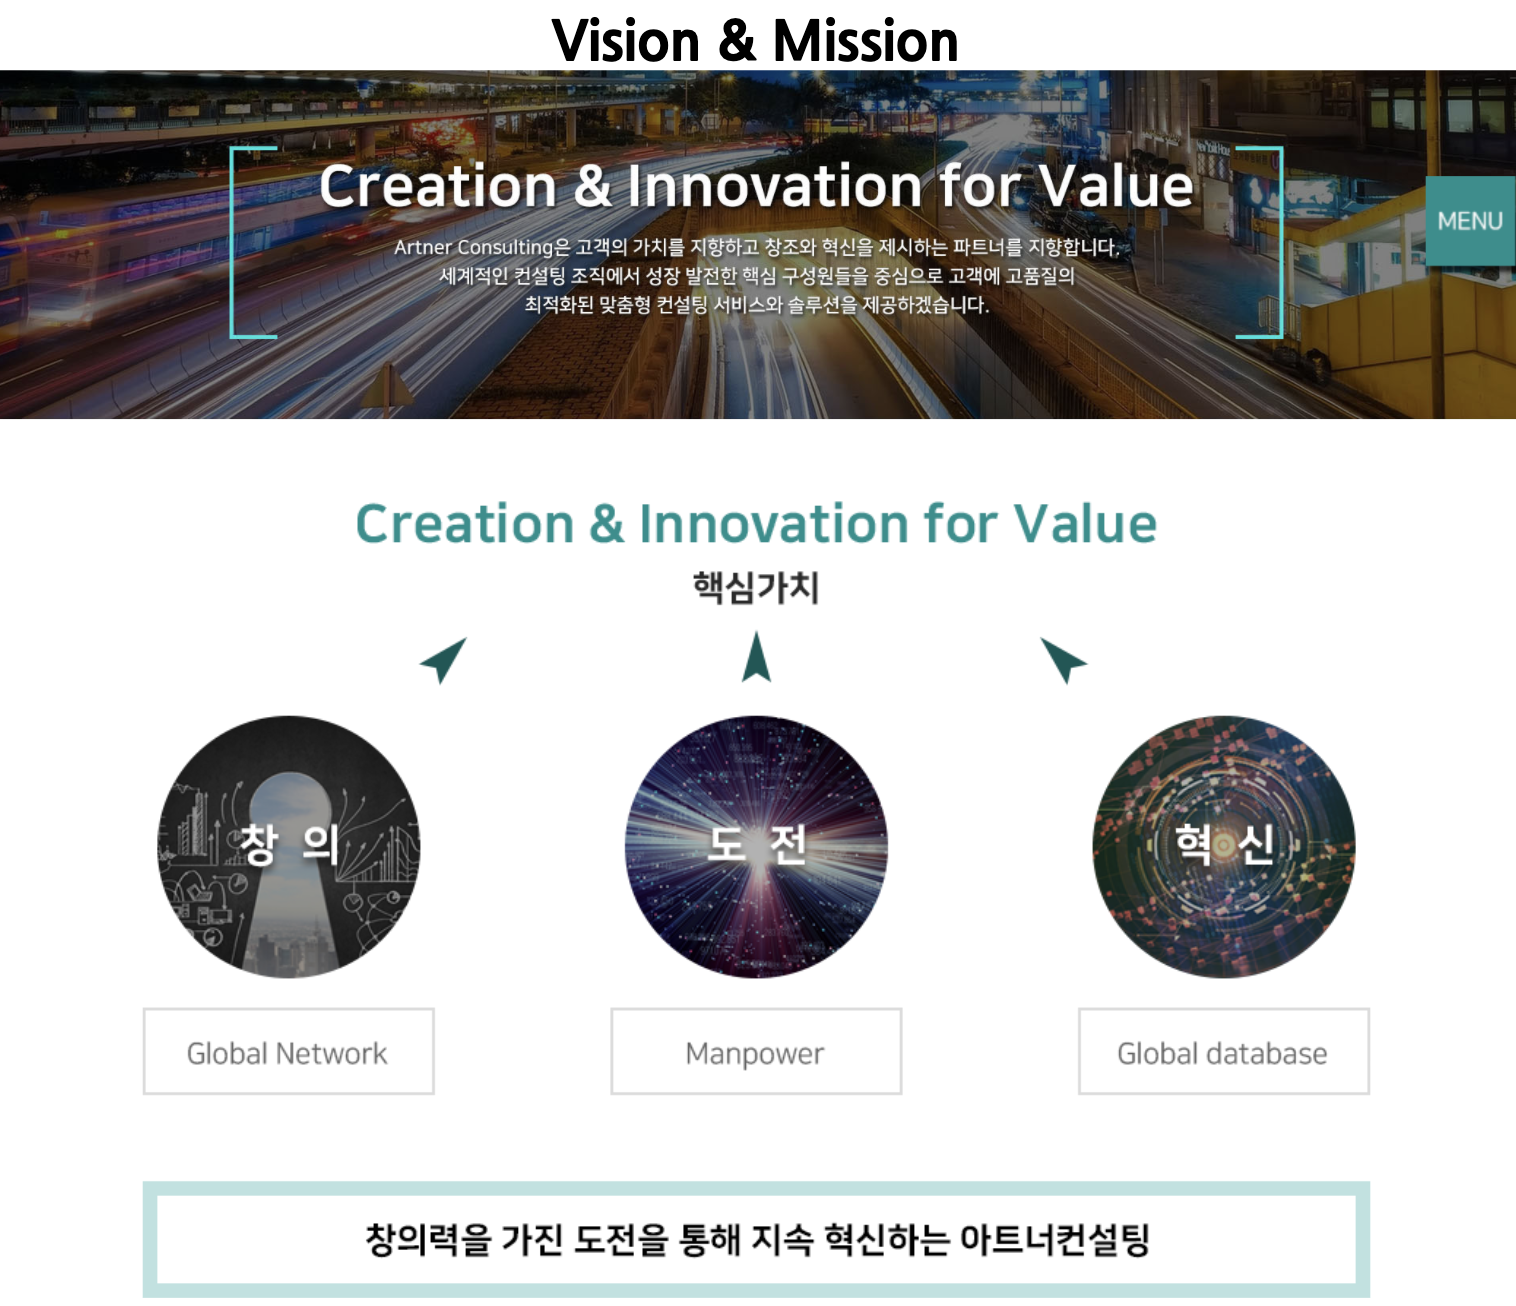 Vision & Mission
Creation & Innovation for Value
Artner Consulting은 고객의 가치를 지향하고 창조와 혁신을 제시하는 파트너를 지향합니다.
세계적인 컨설팅 조직에서 성장 발전한 핵심 구성원들을 중심으로 고객에 고품질의
최적화된 맞춤형 컨설팅 서비스와 솔루션을 제공하겠습니다.
MENU
Creation & Innovation for Value
핵심가치
창 의
도 전
혁 신
Global Network
Manpower
Global database
창의력을 가진 도전을 통해 지속 혁신하는 아트너컨설팅